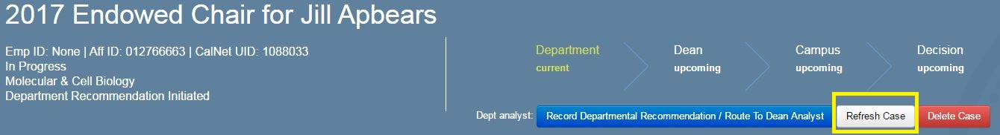 2017 Endowed Chair for Jill Apbears
Emp ID: None | Aff ID: 012766663 | CalNet UID: 1088033
In Progress
Molecular & Cell Biology
Department Recommendation Initiated
Department Dean Campus Decision
current upcoming upcoming upcoming
Dept analyst: Record Departmental Recommendation / Route To Dean Analyst Refresh Case Delete Case